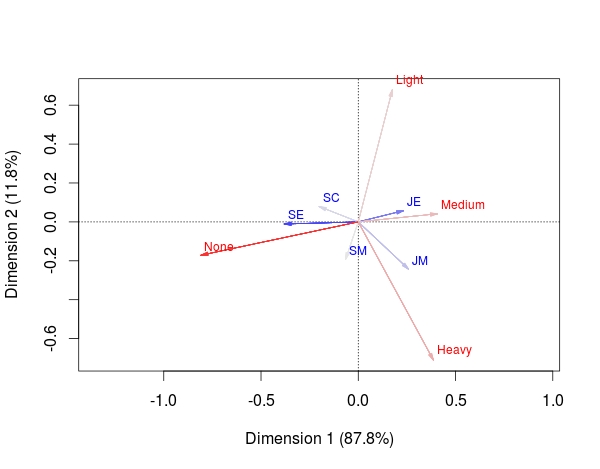 Light
0.6
0.4
0.2
0.0
-0.2
-0.6
Dimension 2 (11.8%)
SC
JE
Medium
SE
None
SM
JM
Heavy
-1.0 -0.5 0.0 0.5 1.0
Dimension 1 (87.8%)